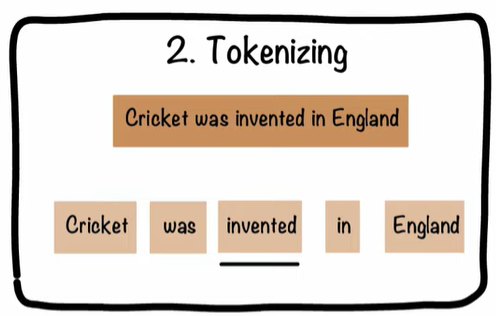 2. Tokenizing
Cricket was invented in England
Cricket was invented in England